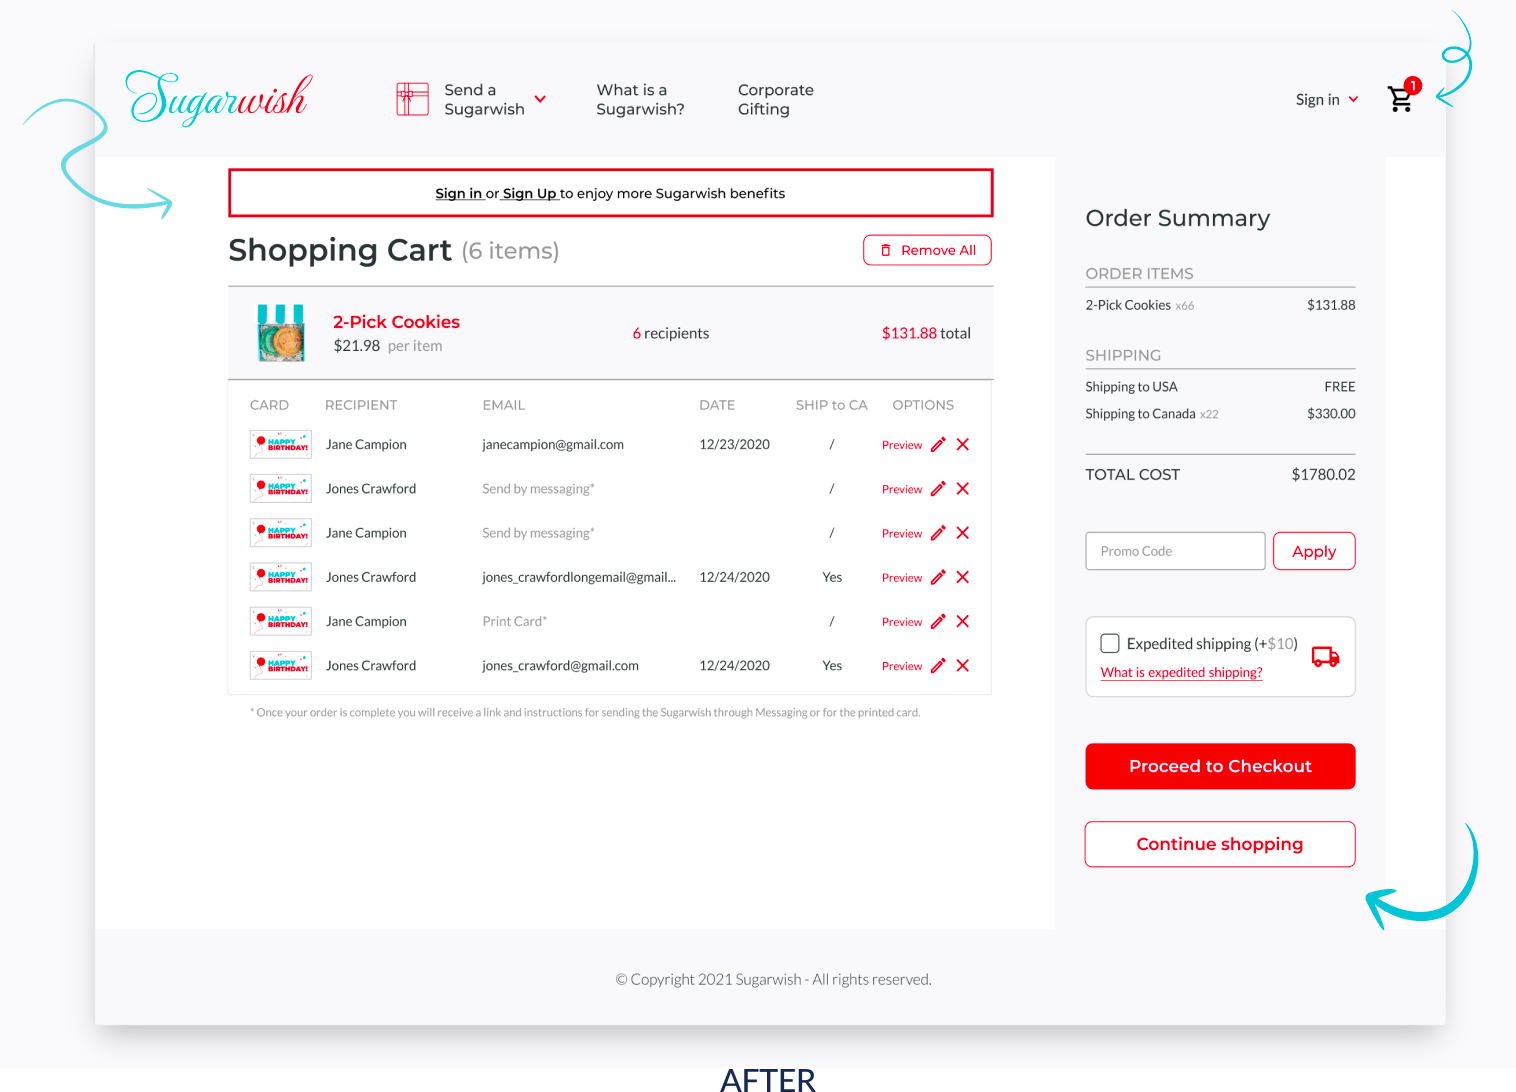 Sugarwish
Send a
Sugarwish
What is a
Sugarwish?
Corporate
Gifting
Sign in
1
Sign in or Sign Up to enjoy more Sugarwish benefits
Shopping Cart (6 items)
Remove All
2-Pick Cookies
$21.98 per item
6 recipients
$131.88 total
CARD RECIPIENT EMAIL DATE SHIP to CA OPTIONS
HAPPY
BIRTHDAY!
Jane Campion janecampion@gmail.com 12/23/2020 / Preview
HAPPY
BIRTHDAY!
Jones Crawford Send by messaging* / Preview
HAPPY
BIRTHDAY!
Jane Campion Send by messaging* / Preview
HAPPY
BIRTHDAY!
Jones Crawford jones_crawfordlongemail@gmail... 12/24/2020 Yes Preview
HAPPY
BIRTHDAY!
Jane Campion Print Card* / Preview
HAPPY
BIRTHDAY!
Jones Crawford jones_crawford@gmail.com 12/24/2020 Yes Preview
* Once your order is complete you will receive a link and instructions for sending the Sugarwish through Messaging or for the printed card.
Order Summary
ORDER ITEMS
2-Pick Cookies x66 $131.88
SHIPPING
Shipping to USA FREE
Shipping to Canada x22 $330.00
TOTAL COST $1780.02
Promo Code Apply
Expedited shipping (+$10)
What is expedited shipping?
Proceed to Checkout
Continue shopping
© Copyright 2021 Sugarwish - All rights reserved.
AFTER